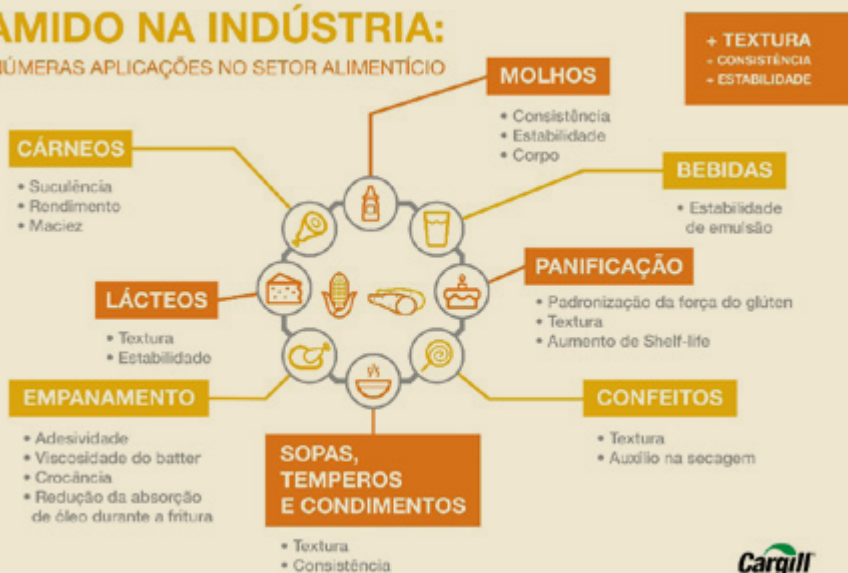 AMIDO NA INDÚSTRIA:
NÚMERAS APLICAÇÕES NO SETOR ALIMENTÍCIO
+ TEXTURA
+ CONSISTÊNCIA
+ ESTABILIDADE
MOLHOS
• Consistência
• Estabilidade
• Corpo
CÁRNEOS
• Suculência
• Rendimento
• Maciez
BEBIDAS
• Estabilidade
de emulsão
PANIFICAÇÃO
• Padronização da força do glúten
• Textura
• Aumento de Shelf-life
LÁCTEOS
• Textura
• Estabilidade
EMPANAMENTO
• Adesividade
• Viscosidade do batter
• Crocância
• Redução da absorção
de óleo durante a fritura
CONFEITOS
• Textura
• Auxílio na secagem
SOPAS,
TEMPEROS
E CONDIMENTOS
• Textura
• Consistência
Cargill